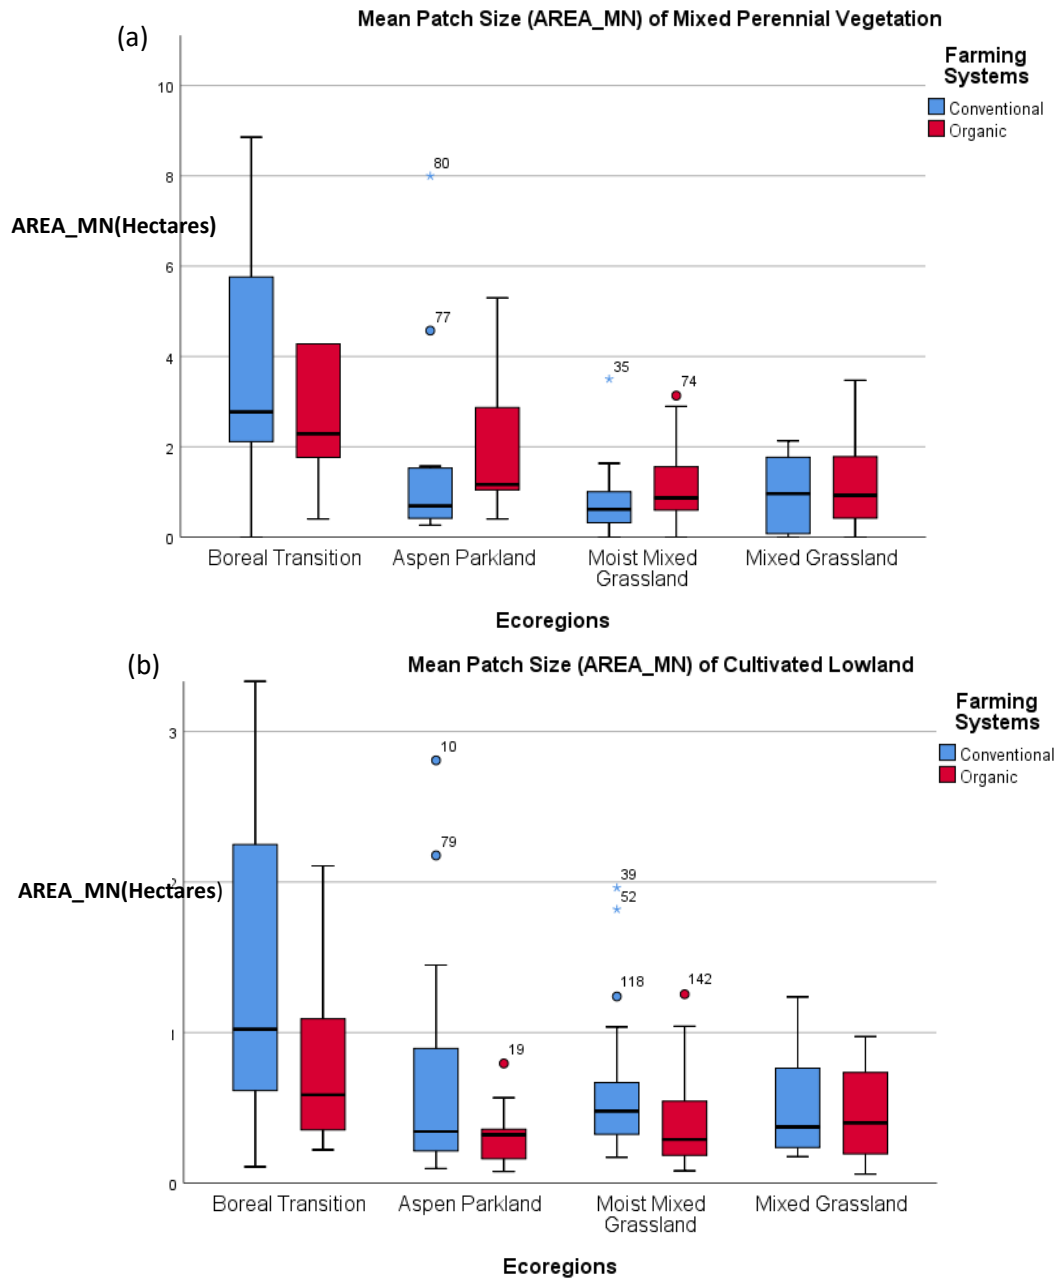 (a)
Mean Patch Size (AREA_MN) of Mixed Perennial Vegetation
Farming
Systems
Conventional
Organic
10
8
6
4
2
0
AREA_MN(Hectares)
80
77
35
74
Boreal Transition
Aspen Parkland
Moist Mixed
Grassland
Mixed Grassland
Ecoregions
(b)
Mean Patch Size (AREA_MN) of Cultivated Lowland
Farming
Systems
Conventional
Organic
3
2
1
0
AREA_MN(Hectares)
10
79
19
39
52
118
142
Boreal Transition
Aspen Parkland
Moist Mixed
Grassland
Mixed Grassland
Ecoregions